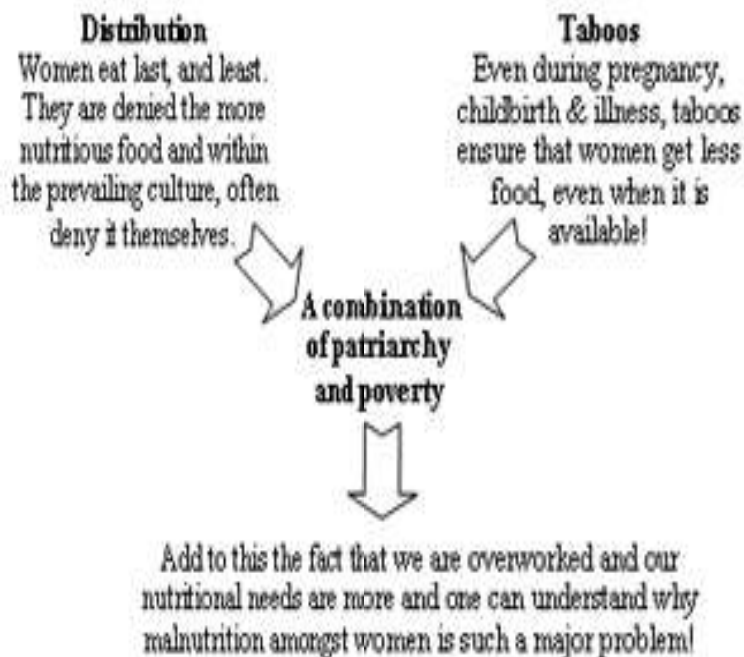 Distribution
Women eat last, and least.
They are denied the more
nutritious food and within
the prevailing culture, often
deny it themselves.
Taboos
Even during pregnancy,
childbirth & illness, taboos
ensure that women get less
food, even when it is
available!
A combination
of patriarchy
and poverty
Add to this the fact that we are overworked and our
nutritional needs are more and one can understand why
malnutrition amongst women is such a major problem!